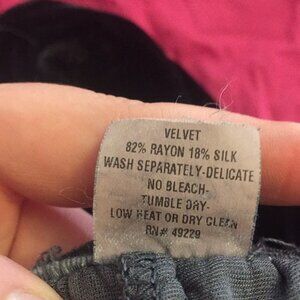 VELVET
82% RAYON 18% SILK
WASH SEPARATELY-DELICATE
NO BLEACH-
TUMBLE DRY-
LOW HEAT OR DRY CLEAN
RN# 49229